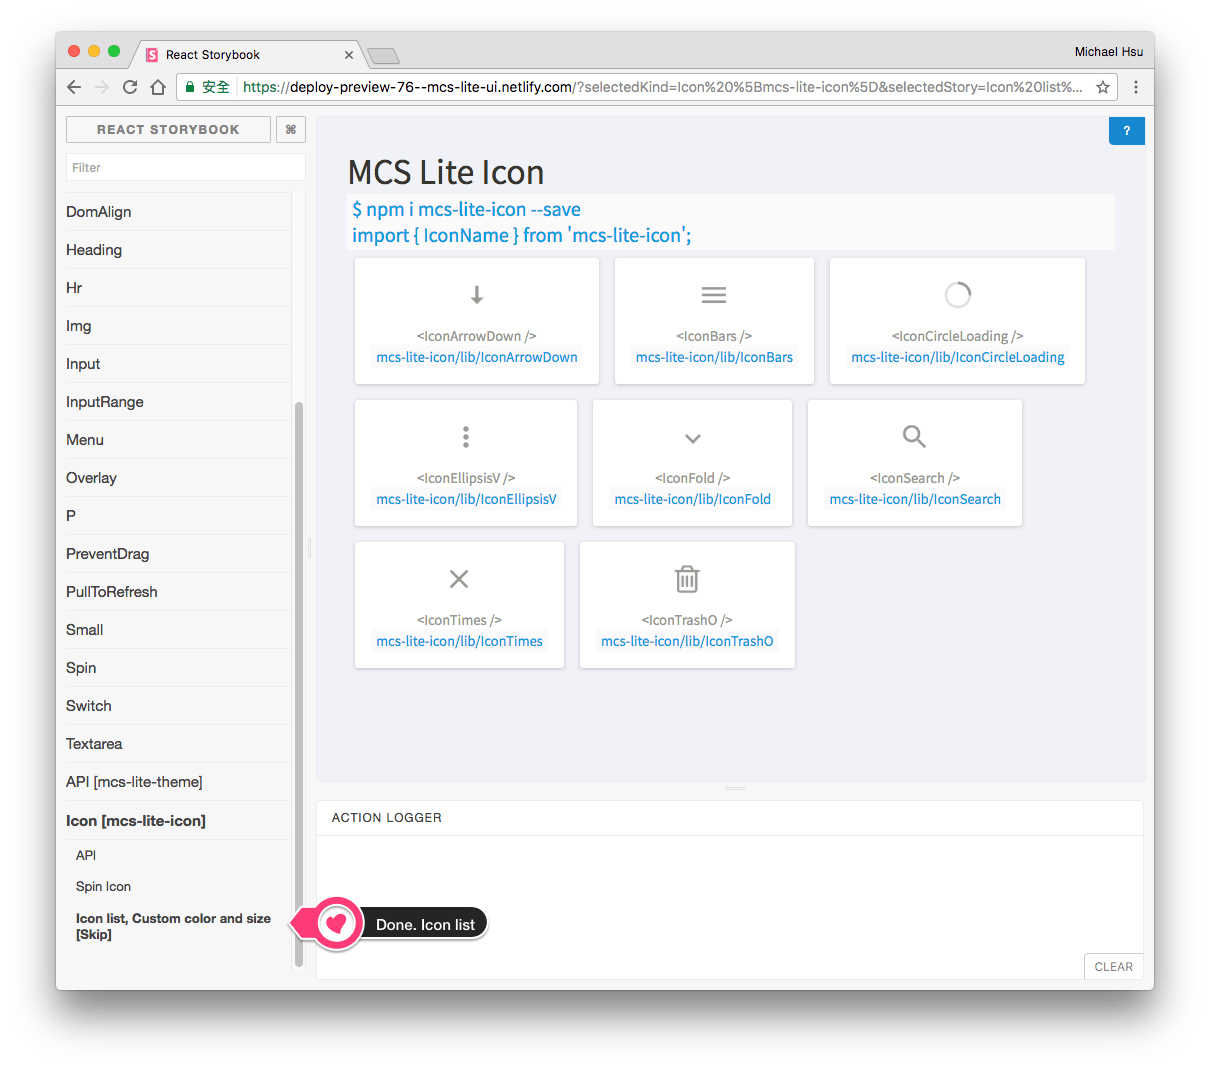 React Storybook
Michael Hsu
安全
https://deploy-preview-76--mcs-lite-ui.netlify.com/?selectedKind=Icon%20%5Bmcs-lite-icon%5D&selectedStory=Icon%20list%...
REACT STORYBOOK
⌘
Filter
DomAlign
Heading
Hr
Img
Input
InputRange
Menu
Overlay
P
PreventDrag
PullToRefresh
Small
Spin
Switch
Textarea
API [mcs-lite-theme]
Icon [mcs-lite-icon]
API
Spin Icon
Icon list, Custom color and size
[Skip]
Done. Icon list
?
MCS Lite Icon
$ npm i mcs-lite-icon --save
import { IconName } from 'mcs-lite-icon';
<IconArrowDown />
mcs-lite-icon/lib/IconArrowDown
<IconBars />
mcs-lite-icon/lib/IconBars
<IconCircleLoading />
mcs-lite-icon/lib/IconCircleLoading
<IconEllipsisV />
mcs-lite-icon/lib/IconEllipsisV
<IconFold />
mcs-lite-icon/lib/IconFold
<IconSearch />
mcs-lite-icon/lib/IconSearch
<IconTimes />
mcs-lite-icon/lib/IconTimes
<IconTrashO />
mcs-lite-icon/lib/IconTrashO
ACTION LOGGER
CLEAR